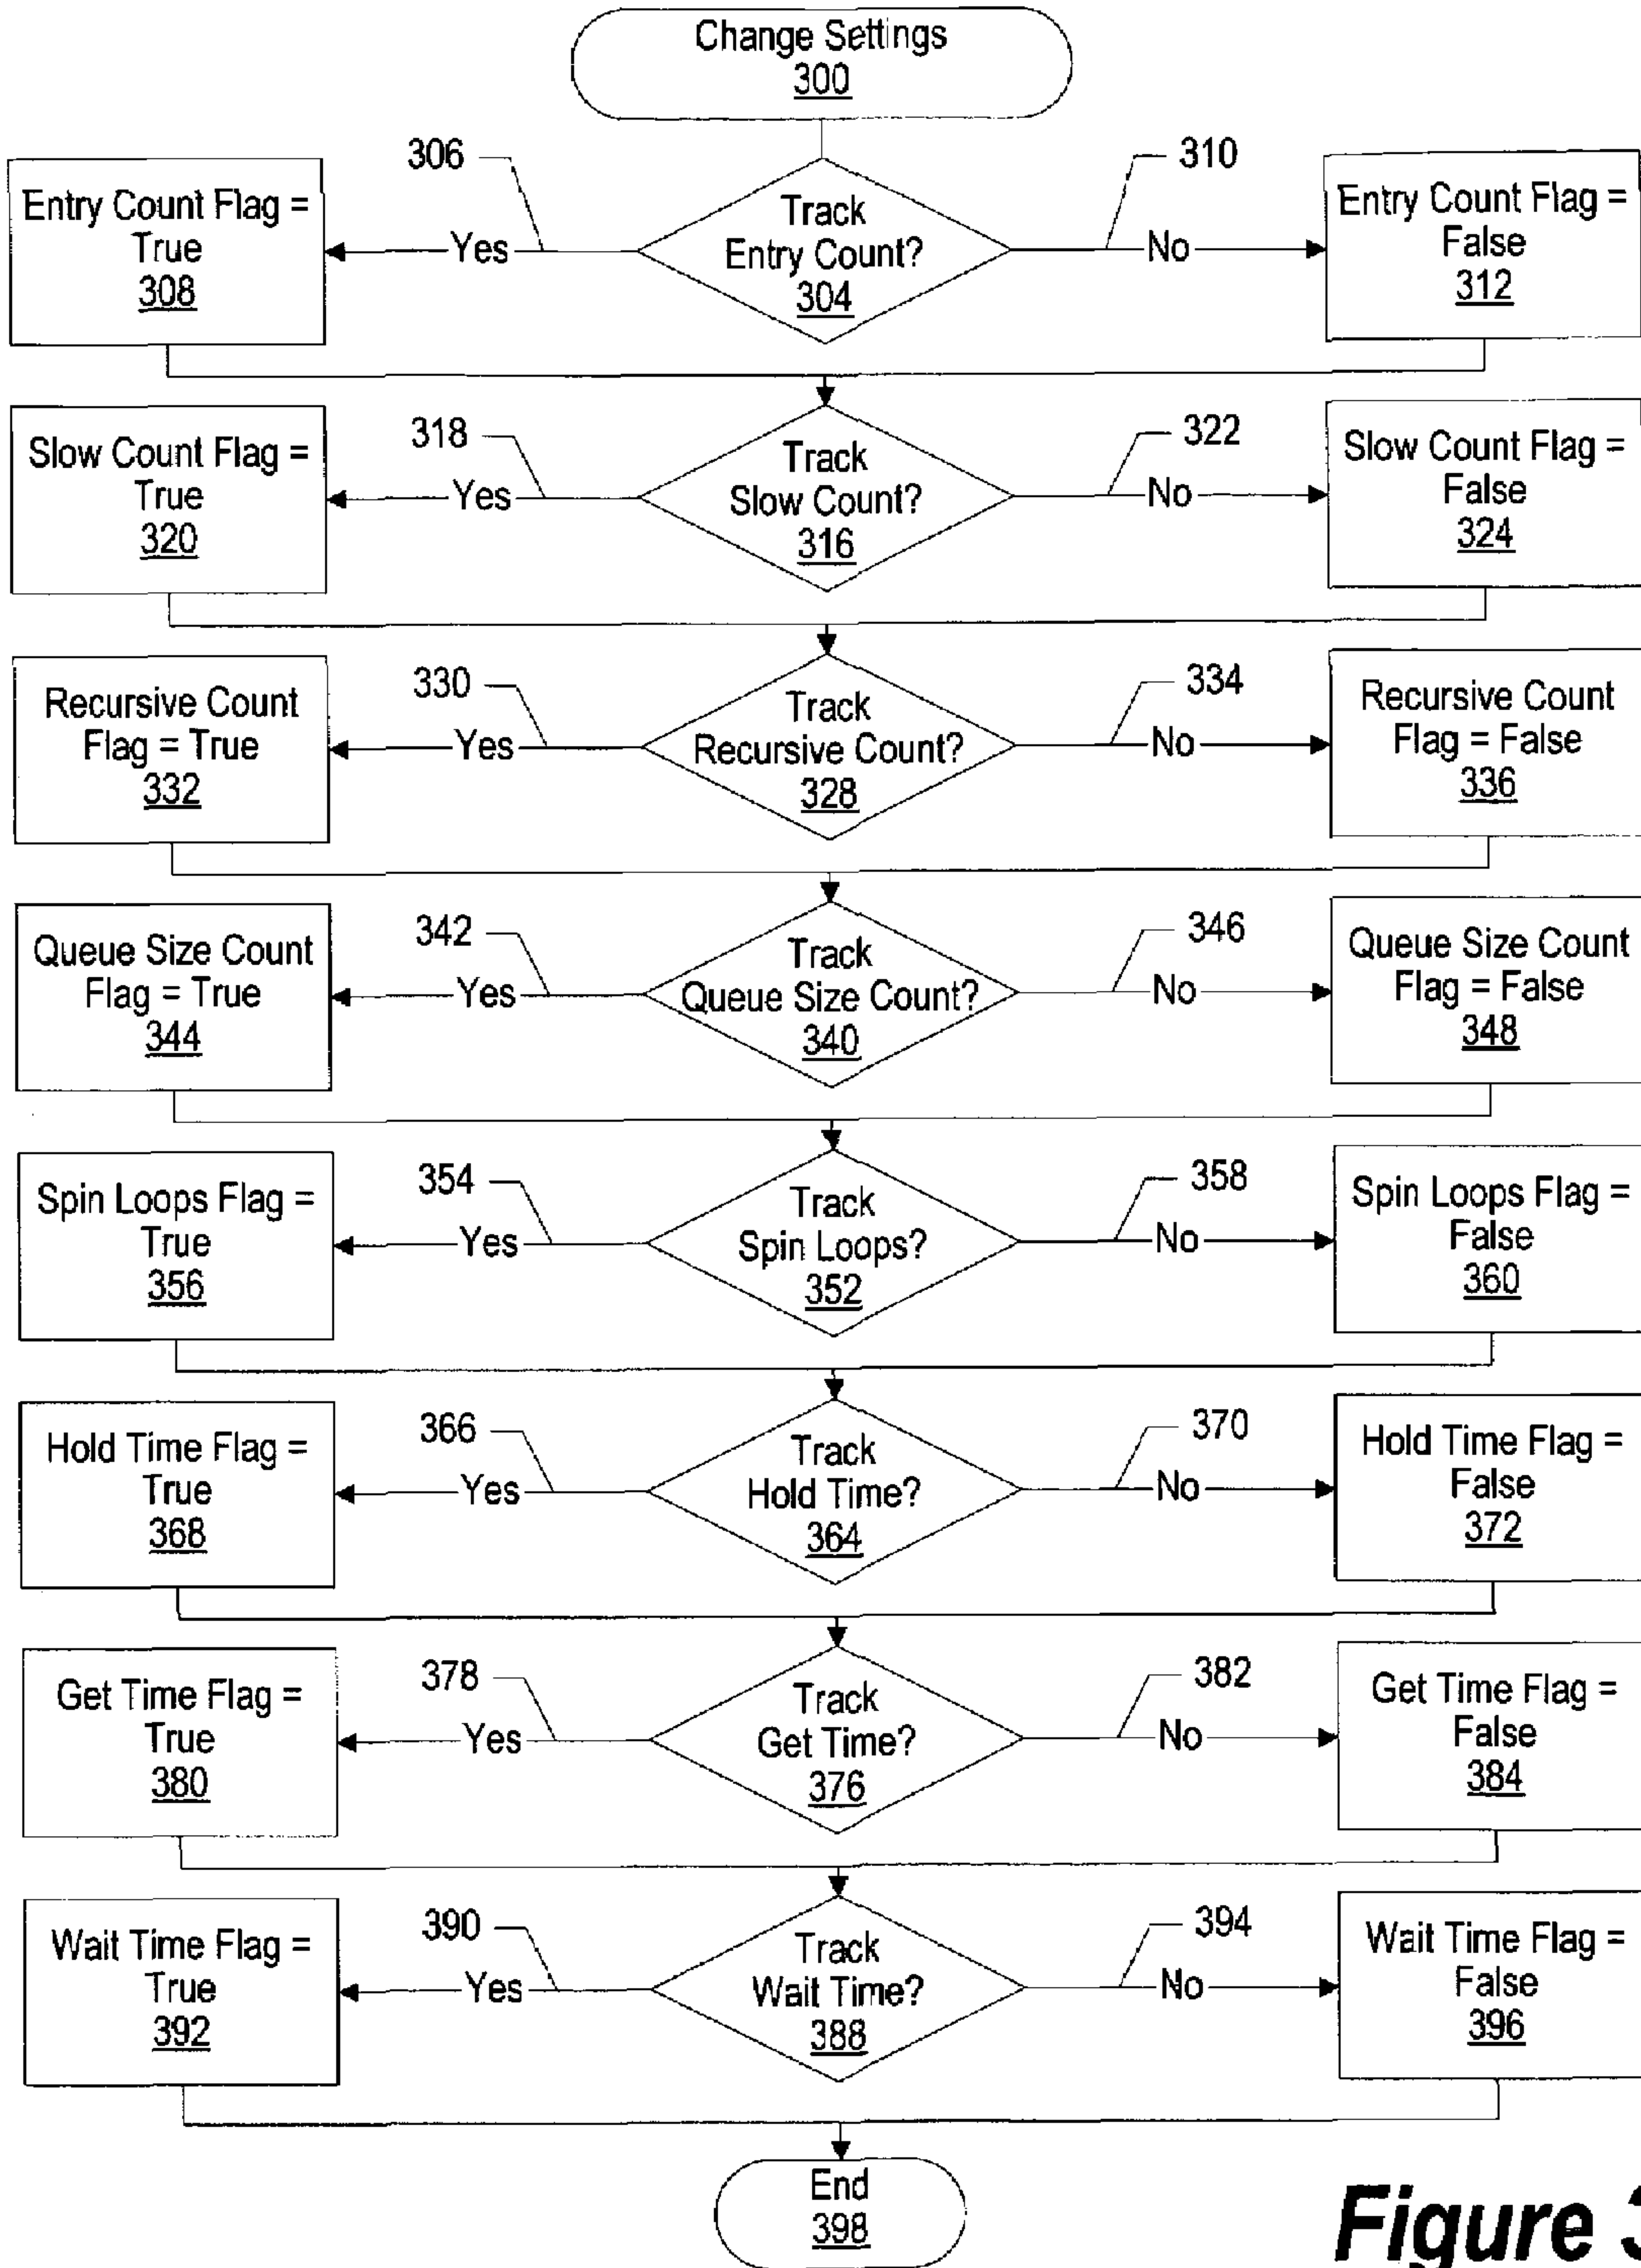 Change Settings
300
306
310
Entry Count Flag =
True
308
Yes
Track
Entry Count?
304
No
Entry Count Flag =
False
312
318
322
Slow Count Flag =
True
320
Yes
Track
Slow Count?
316
No
Slow Count Flag =
False
324
330
334
Recursive Count
Flag = True
332
Yes
Track
Recursive Count?
328
No
Recursive Count
Flag = False
336
342
346
Queue Size Count
Flag = True
344
Yes
Track
Queue Size Count?
340
No
Queue Size Count
Flag = False
348
354
358
Spin Loops Flag =
True
356
Yes
Track
Spin Loops?
352
No
Spin Loops Flag =
False
360
366
370
Hold Time Flag =
True
368
Yes
Track
Hold Time?
364
No
Hold Time Flag =
False
372
378
382
Get Time Flag =
True
380
Yes
Track
Get Time?
376
No
Get Time Flag =
False
384
390
394
Wait Time Flag =
True
392
Yes
Track
Wait Time?
388
No
Wait Time Flag =
False
396
End
398
Figure 3